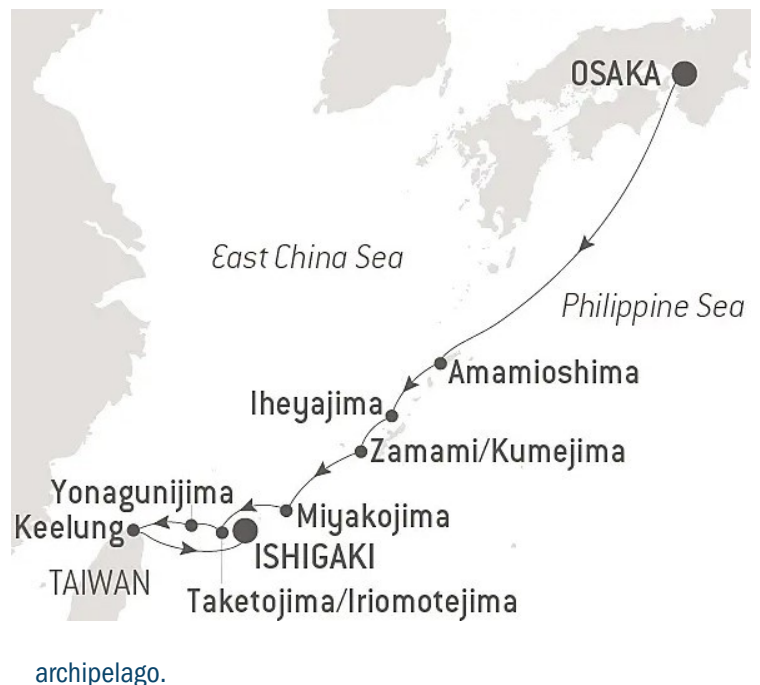 OSAKA
East China Sea
Philippine Sea
Amamioshima
Iheyajima
Zamami/Kumejima
Yonagunijima
Miyakojima
Keelung
ISHIGAKI
TAIWAN
Taketojima/Iriomotejima
archipelago.